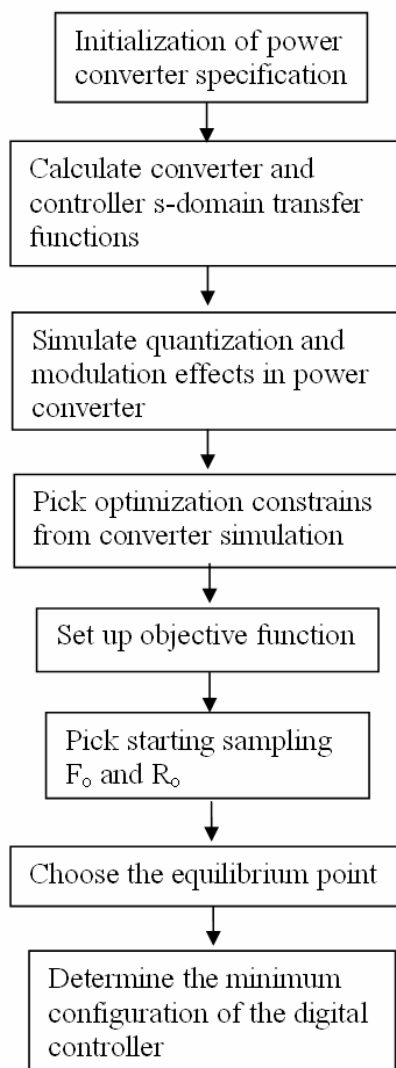 Initialization of power
converter specification
Calculate converter and
controller s-domain transfer
functions
Simulate quantization and
modulation effects in power
converter
Pick optimization constrains
from converter simulation
Set up objective function
Pick starting sampling
Fₒ and Rₒ
Choose the equilibrium point
Determine the minimum
configuration of the digital
controller